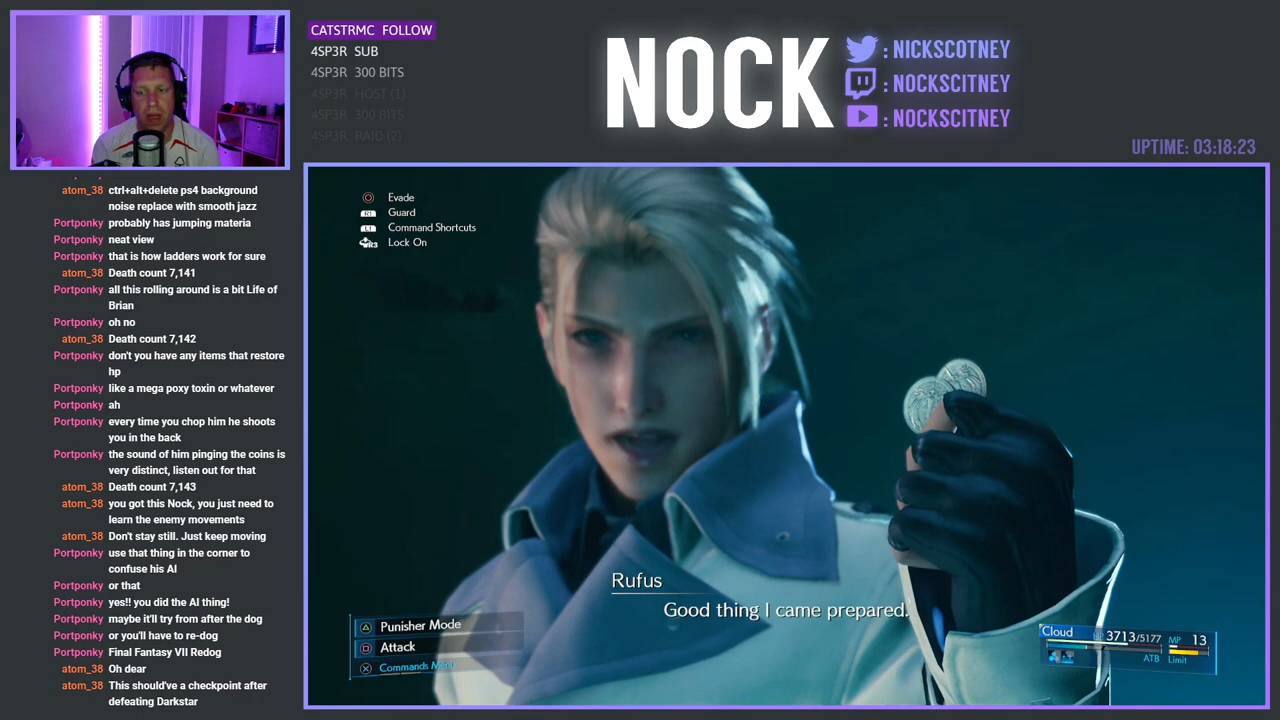 CATSTRMC FOLLOW
4SP3R SUB
4SP3R 300 BITS
4SP3R HOST (1)
4SP3R 300 BITS
4SP3R RAID (2)
NOCK
: NICKSCOTNEY
: NOCKSCITNEY
: NOCKSCITNEY
UPTIME: 03:18:23
atom_38 ctrl+alt+delete ps4 background
noise replace with smooth jazz
Portponky probably has jumping materia
Portponky neat view
Portponky that is how ladders work for sure
atom_38 Death count 7,141
Portponky all this rolling around is a bit Life of
Brian
Portponky oh no
atom_38 Death count 7,142
Portponky don't you have any items that restore
hp
Portponky like a mega poxy toxin or whatever
Portponky ah
Portponky every time you chop him he shoots
you in the back
Portponky the sound of him pinging the coins is
very distinct, listen out for that
atom_38 Death count 7,143
atom_38 you got this Nock, you just need to
learn the enemy movements
atom_38 Don't stay still. Just keep moving
Portponky use that thing in the corner to
confuse his AI
Portponky or that
Portponky yes!! you did the AI thing!
Portponky maybe it'll try from after the dog
Portponky or you'll have to re-dog
Portponky Final Fantasy VII Redog
atom_38 Oh dear
atom_38 This should've a checkpoint after
defeating Darkstar
Evade
R1 Guard
L1 Command Shortcuts
R3 Lock On
Rufus
Good thing I came prepared.
Punisher Mode
Attack
Commands Menu
Cloud HP 3713/5177 MP 13
ATB Limit